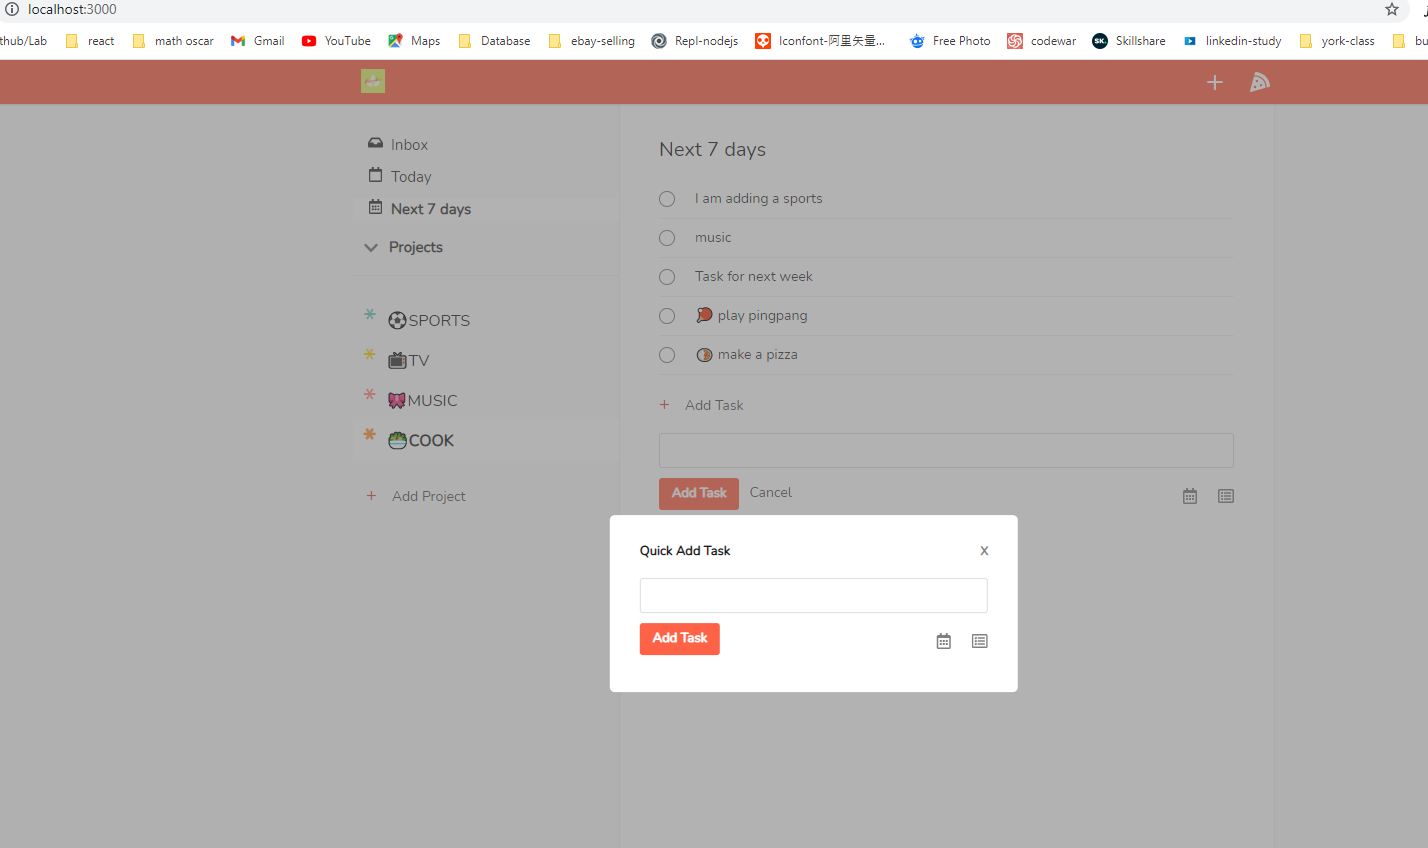 localhost:3000
thub/Lab react math oscar Gmail YouTube Maps Database ebay-selling Repl-nodejs Iconfont-阿里矢量... Free Photo codewar SK. Skillshare linkedin-study york-class bu
Inbox
Today
Next 7 days
Projects
SPORTS
TV
MUSIC
COOK
+ Add Project
Next 7 days
I am adding a sports
music
Task for next week
play pingpang
make a pizza
+ Add Task
Add Task Cancel
Quick Add Task X
Add Task